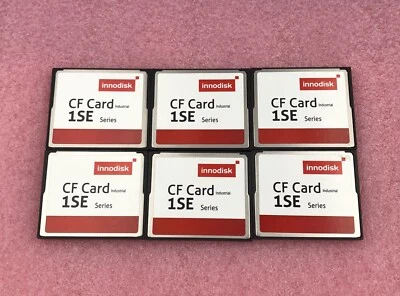 innodisk innodisk innodisk
CF Card Industrial CF Card Industrial CF Card Industrial
1SE Series 1SE Series 1SE Series
innodisk innodisk innodisk
CF Card Industrial CF Card Industrial CF Card Industrial
1SE Series 1SE Series 1SE Series